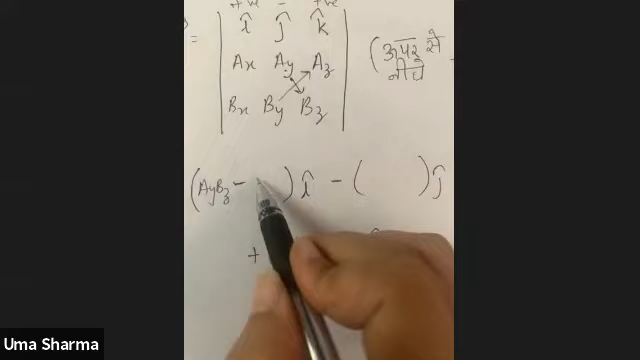 +ve - +ve
= | î ĵ k̂ |
Ax Ay Az (ऊपर से
नीचे
Bx By Bz
(AyBz - ) î - ( ) ĵ
+
Uma Sharma